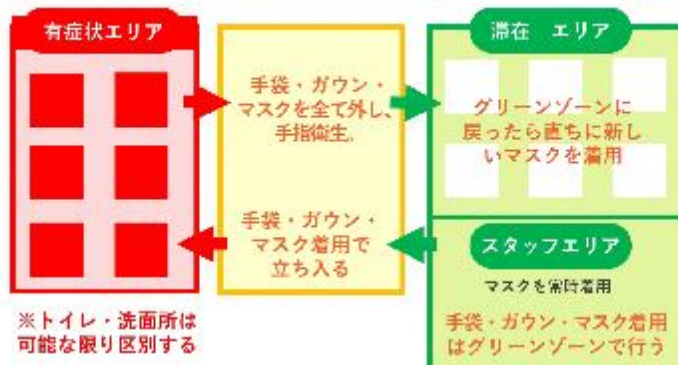 有症状エリア
手袋・ガウン・
マスクを全て外し、
手指衛生。
手袋・ガウン・
マスク着用で
立ち入る
滞在　エリア
グリーンゾーンに
戻ったら直ちに新し
いマスクを着用
スタッフエリア
マスクを常時着用
手袋・ガウン・マスク着用
はグリーンゾーンで行う
※トイレ・洗面所は
可能な限り区別する